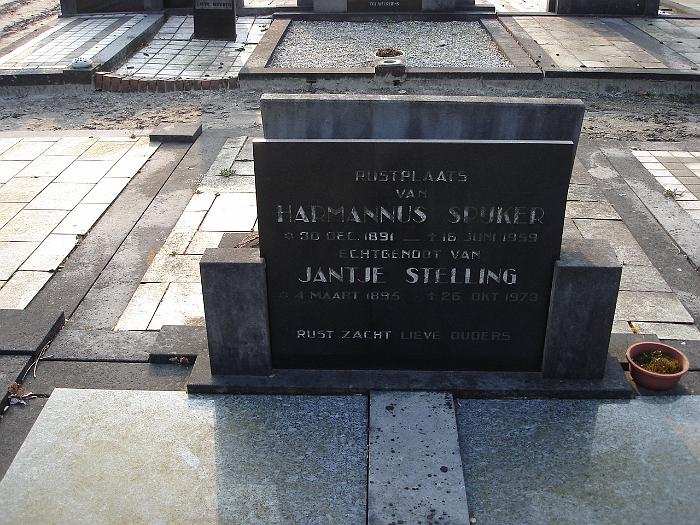 RUSTPLAATS
VAN
HARMANNUS SPIJKER
✩ 30 DEC. 1891 — ✝ 16 JUNI 1959
ECHTGENOOT VAN
JANTJE STELLING
✩ 4 MAART 1895 ✝ 26 OKT 1979
RUST ZACHT LIEVE OUDERS